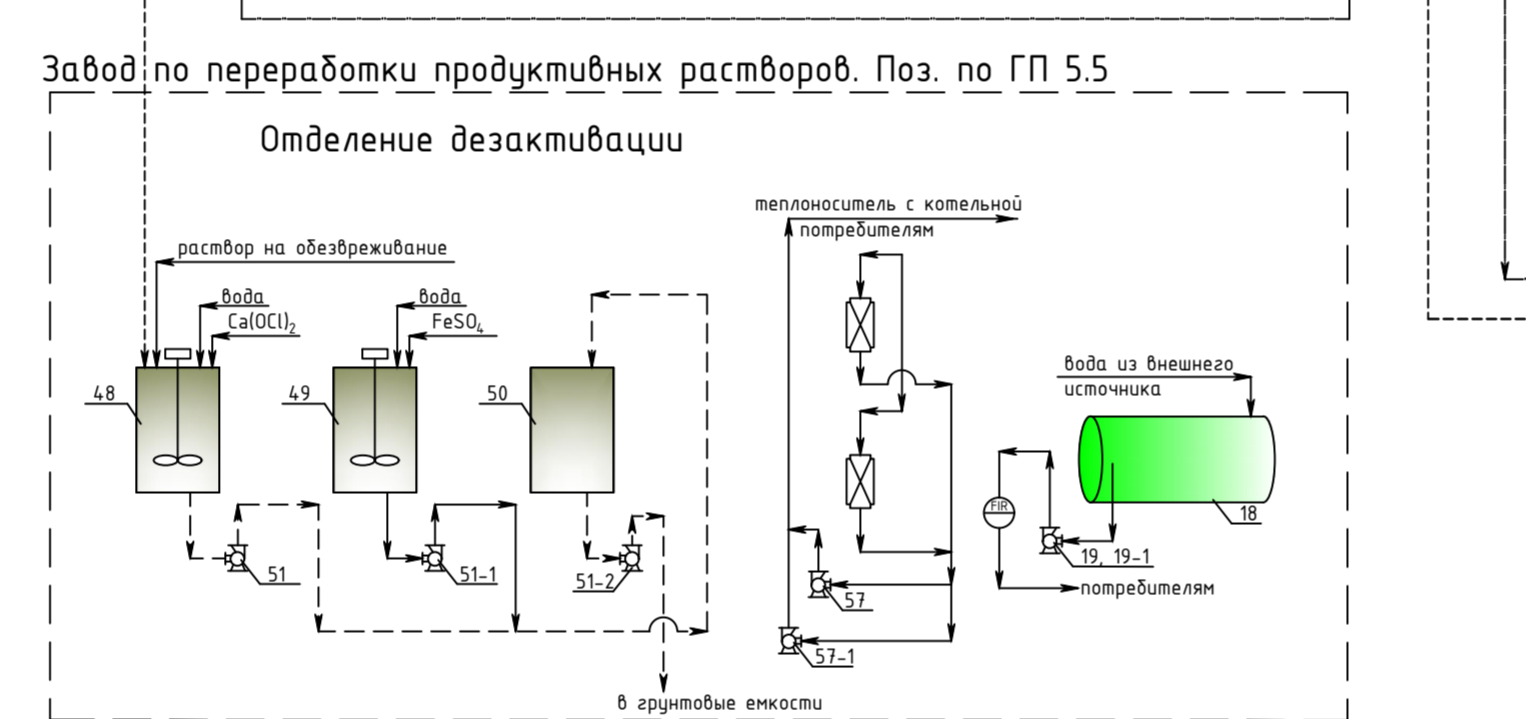 Завод по переработки продуктивных растворов. Поз. по ГП 5.5
Отделение дезактивации
теплоноситель с котельной
потребителям
раствор на обезвреживание
вода
Ca(OCl)₂
вода
FeSO₄
48
49
50
вода из внешнего
источника
FIR
18
19, 19-1
51
51-1
51-2
57
потребителям
57-1
в грунтовые емкости